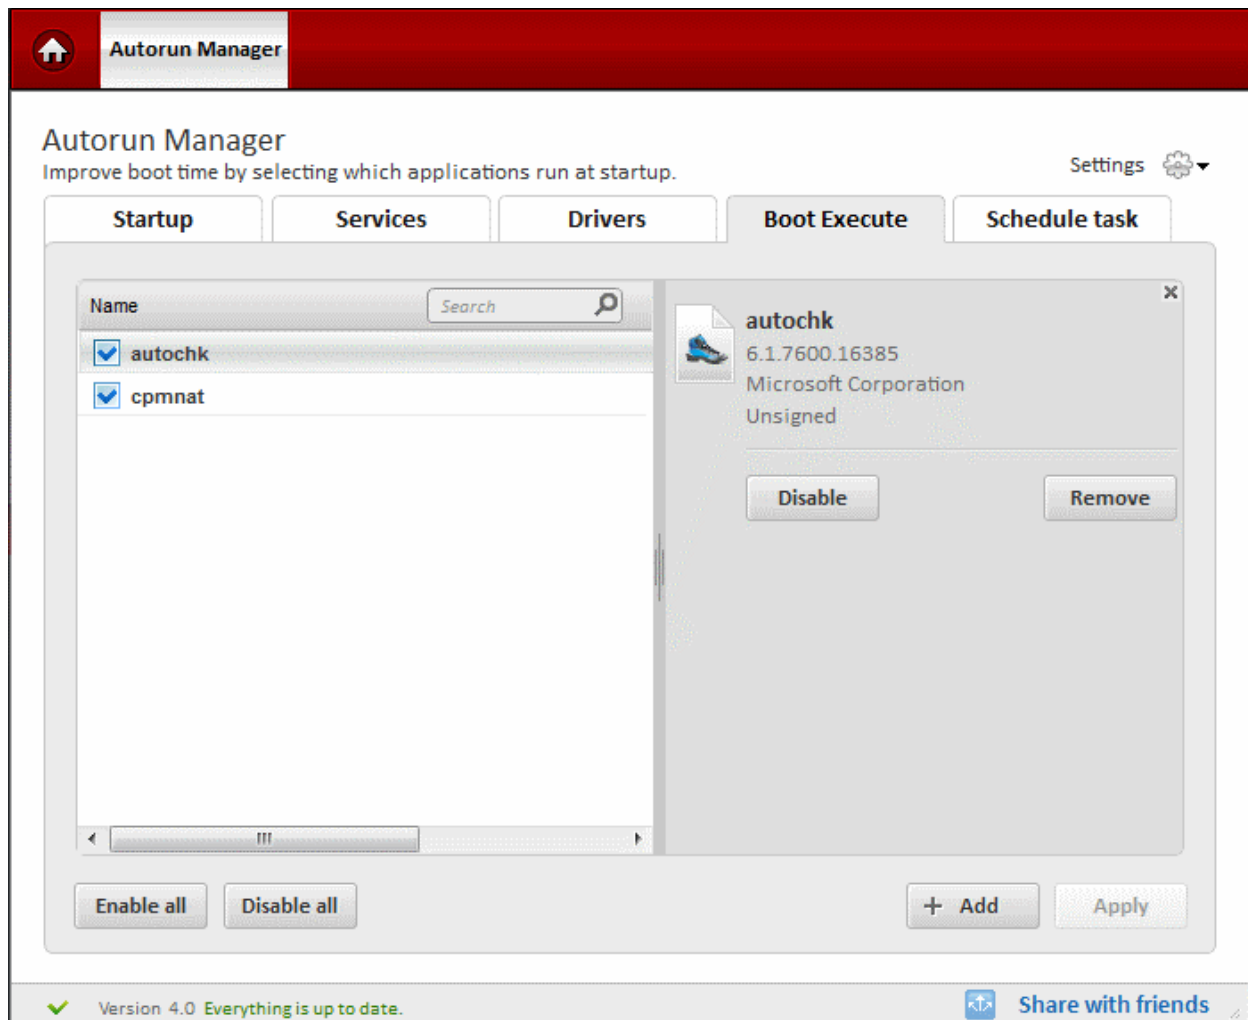 Autorun Manager
Autorun Manager
Improve boot time by selecting which applications run at startup.
Settings
Startup
Services
Drivers
Boot Execute
Schedule task
Name
Search
autochk
cpmnat
autochk
6.1.7600.16385
Microsoft Corporation
Unsigned
Disable
Remove
Enable all
Disable all
+ Add
Apply
Version 4.0 Everything is up to date.
Share with friends